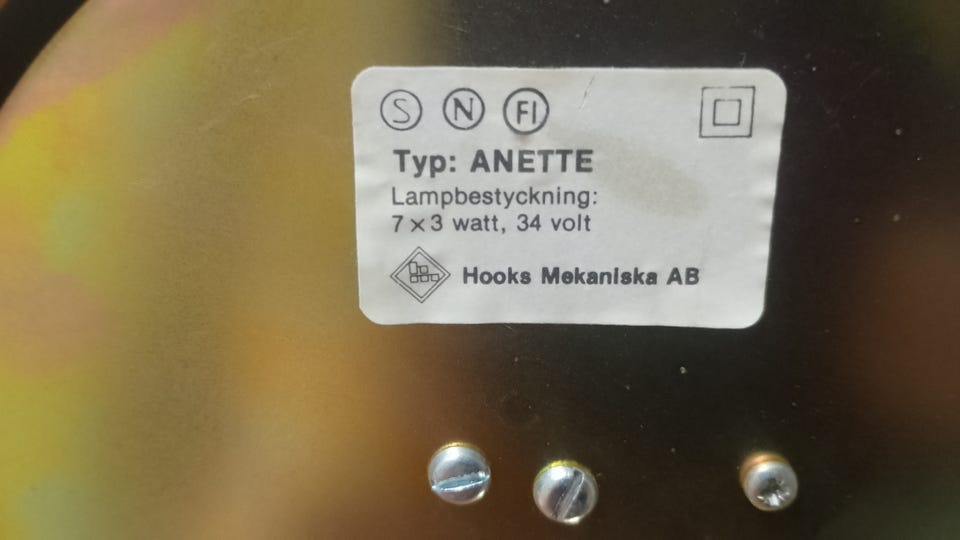 S N FI
Typ: ANETTE
Lampbestyckning:
7 x 3 watt, 34 volt
Hooks Mekaniska AB